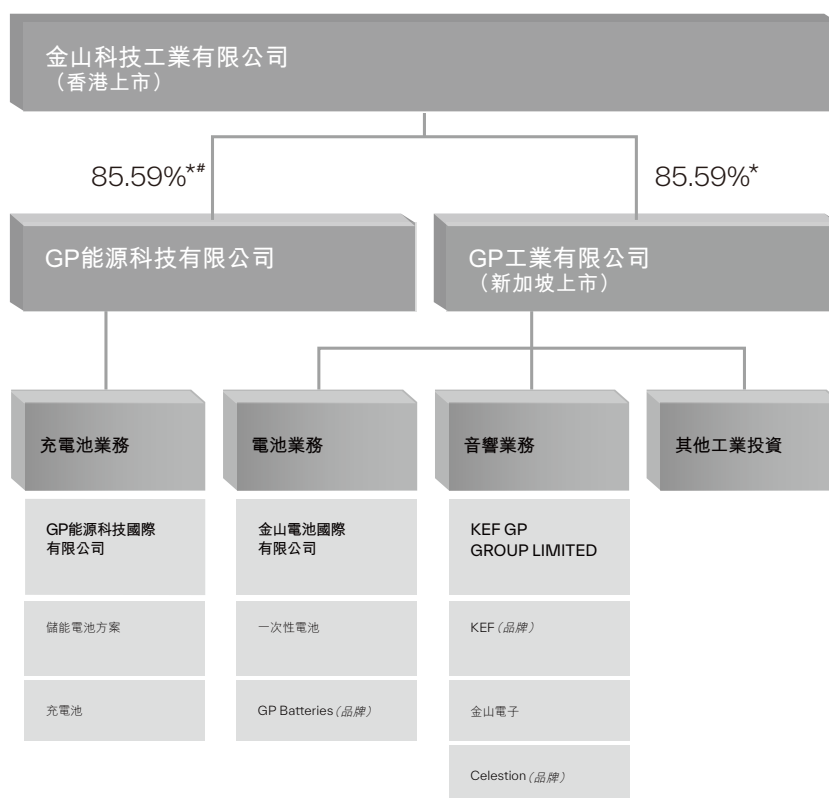 金山科技工業有限公司
（香港上市）
85.59%*#
85.59%*
GP能源科技有限公司
GP工業有限公司
（新加坡上市）
充電池業務
電池業務
音響業務
其他工業投資
GP能源科技國際
有限公司
金山電池國際
有限公司
KEF GP
GROUP LIMITED
儲能電池方案
一次性電池
KEF（品牌）
充電池
GP Batteries（品牌）
金山電子
Celestion（品牌）